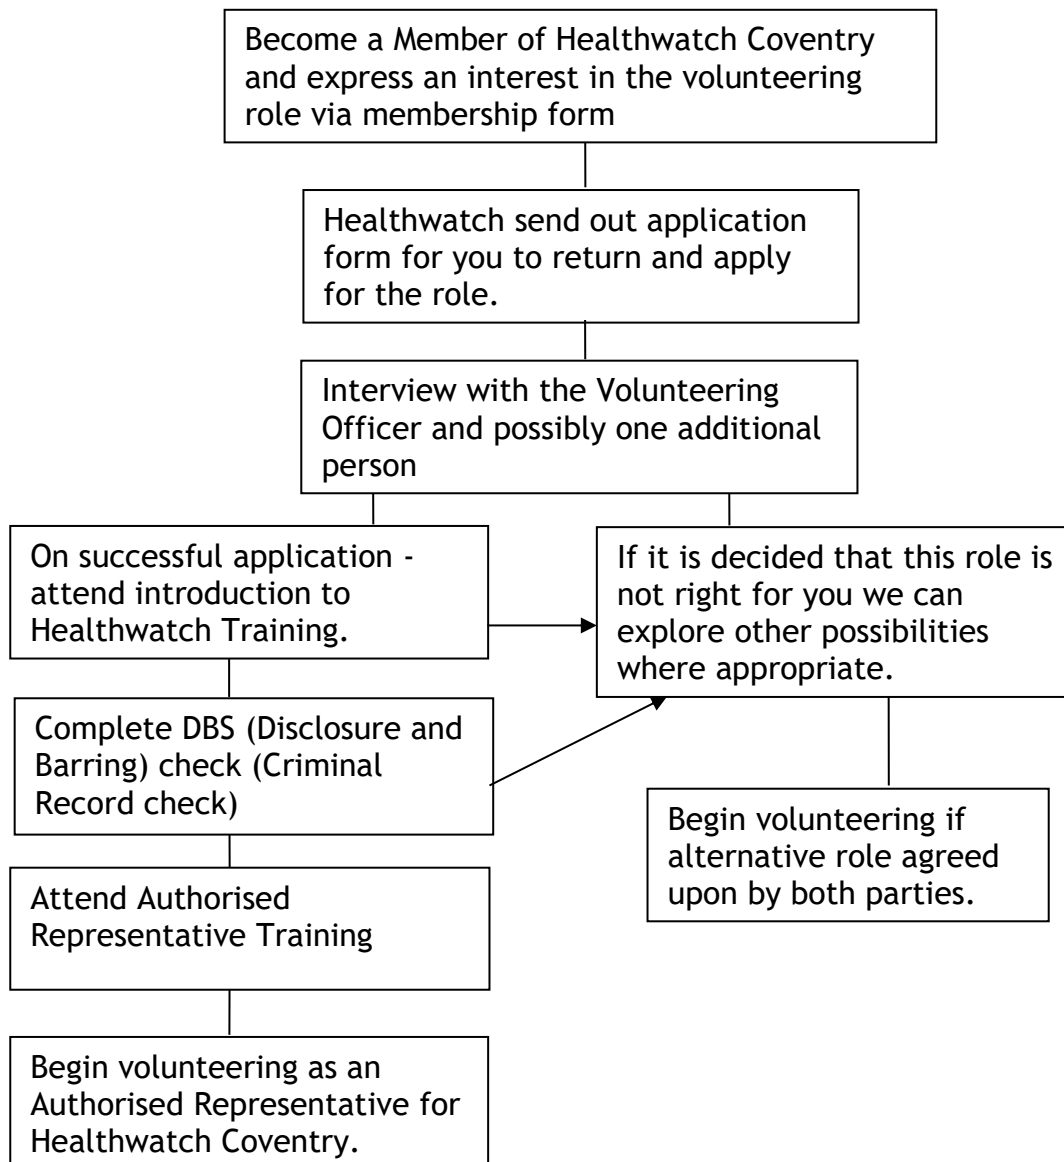 Become a Member of Healthwatch Coventry
and express an interest in the volunteering
role via membership form
Healthwatch send out application
form for you to return and apply
for the role.
Interview with the Volunteering
Officer and possibly one additional
person
On successful application -
attend introduction to
Healthwatch Training.
If it is decided that this role is
not right for you we can
explore other possibilities
where appropriate.
Complete DBS (Disclosure and
Barring) check (Criminal
Record check)
Begin volunteering if
alternative role agreed
upon by both parties.
Attend Authorised
Representative Training
Begin volunteering as an
Authorised Representative for
Healthwatch Coventry.